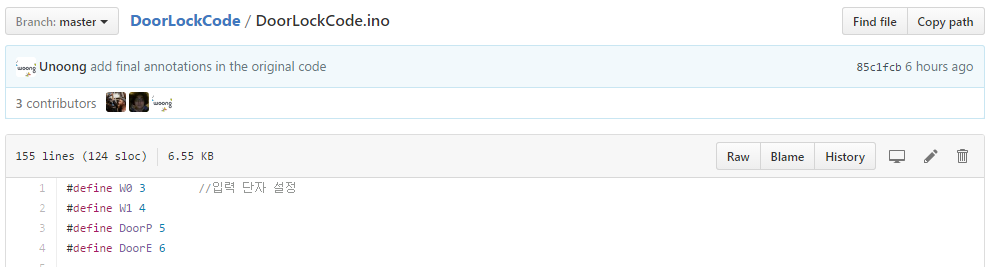 Branch: master DoorLockCode / DoorLockCode.ino Find file Copy path
Unoong add final annotations in the original code 85c1fcb 6 hours ago
3 contributors woong
155 lines (124 sloc) 6.55 KB Raw Blame History
1 #define W0 3 //입력 단자 설정
2 #define W1 4
3 #define DoorP 5
4 #define DoorE 6